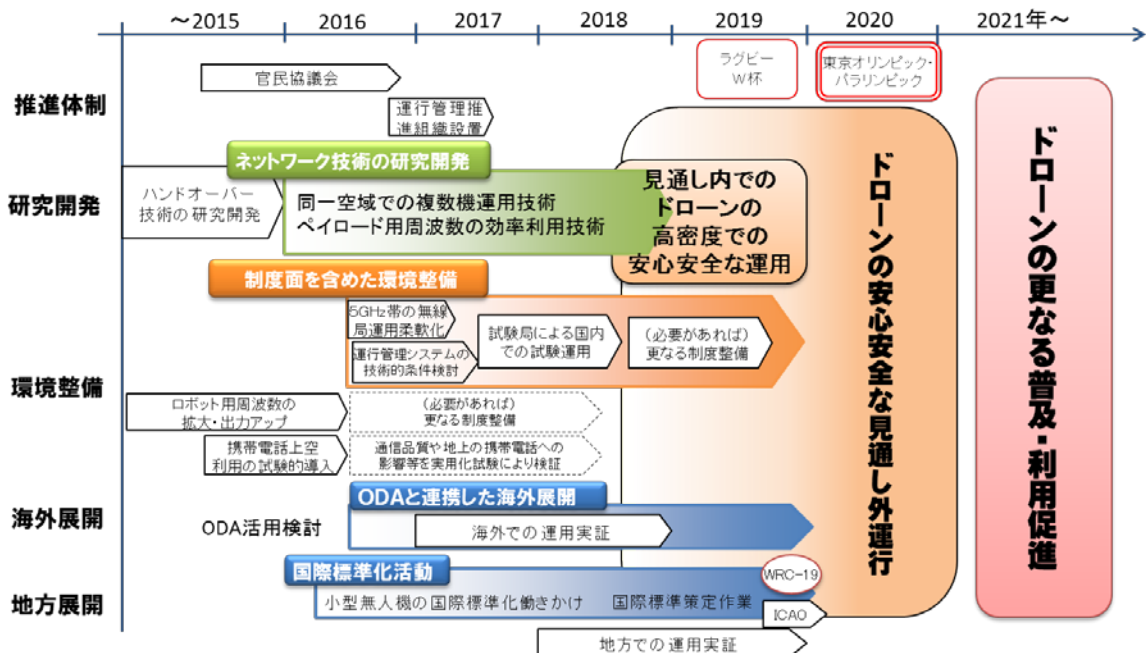 ～2015
2016
2017
2018
2019
2020
2021年～
推進体制
官民協議会
ラグビー
W杯
東京オリンピック・
パラリンピック
運行管理推
進組織設置
研究開発
ネットワーク技術の研究開発
ハンドオーバー
技術の研究開発
同一空域での複数機運用技術
ペイロード用周波数の効率利用技術
見通し内での
ドローンの
高密度での
安心安全な運用
環境整備
制度面を含めた環境整備
5GHz帯の無線
局運用柔軟化
運行管理システムの
技術的条件検討
試験局による国内
での試験運用
（必要があれば）
更なる制度整備
ロボット用周波数の
拡大・出力アップ
（必要があれば）
更なる制度整備
携帯電話上空
利用の試験的導入
通信品質や地上の携帯電話への
影響等を実用化試験により検証
海外展開
ODAと連携した海外展開
ODA活用検討
海外での運用実証
地方展開
国際標準化活動
WRC-19
小型無人機の国際標準化働きかけ
国際標準策定作業
ICAO
地方での運用実証
ドローンの安心安全な見通し外運行
ドローンの更なる普及・利用促進